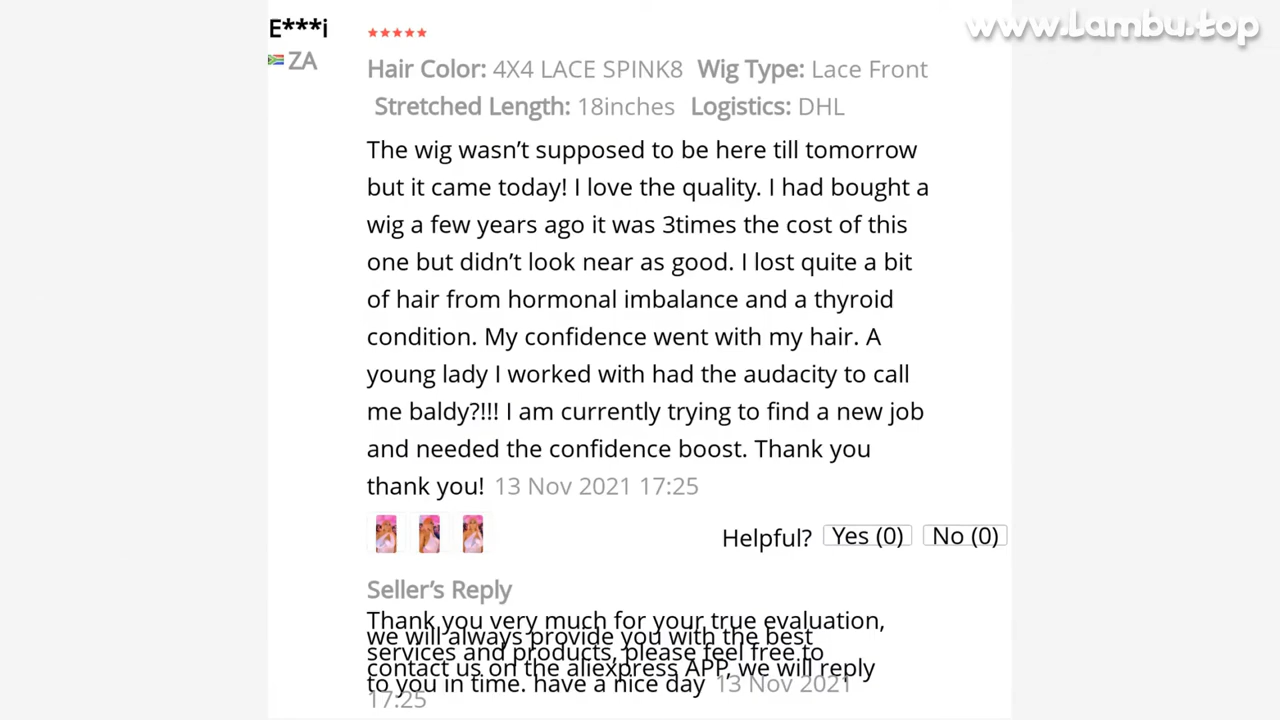 E***i
www.Lambu.top
ZA
Hair Color: 4X4 LACE SPINK8 Wig Type: Lace Front
Stretched Length: 18inches Logistics: DHL
The wig wasn't supposed to be here till tomorrow
but it came today! I love the quality. I had bought a
wig a few years ago it was 3times the cost of this
one but didn't look near as good. I lost quite a bit
of hair from hormonal imbalance and a thyroid
condition. My confidence went with my hair. A
young lady I worked with had the audacity to call
me baldy?!!! I am currently trying to find a new job
and needed the confidence boost. Thank you
thank you! 13 Nov 2021 17:25
Helpful? Yes (0) No (0)
Seller's Reply
Thank you very much for your true evaluation,
we will always provide you with the best
services and products, please feel free to
contact us on the aliexpress APP, we will reply
to you in time. have a nice day 13 Nov 2021
17:25